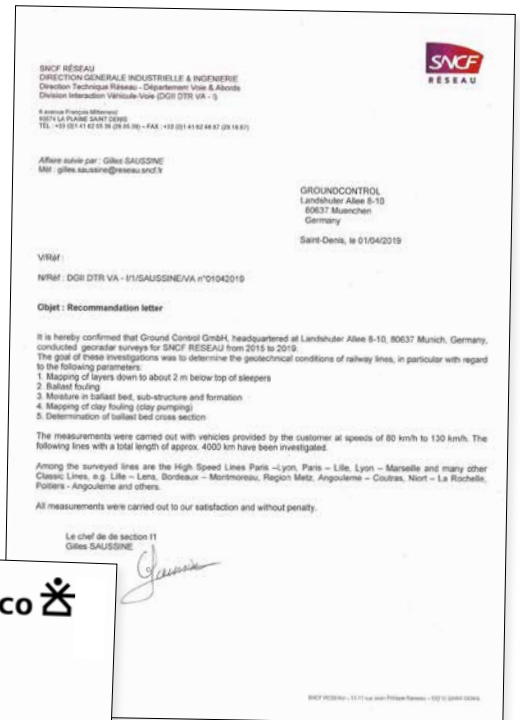 SNCF
RÉSEAU
SNCF RÉSEAU
DIRECTION GENERALE INDUSTRIELLE & INGENIERIE
Direction Technique Réseau - Département Voie & Abords
Division Interaction Véhicule-Voie (DGII DTR VA - I)
6 avenue François Mitterrand
93574 LA PLAINE SAINT DENIS
Affaire suivie par : Gilles SAUSSINE
Mél : gilles.saussine@reseau.sncf.fr
GROUNDCONTROL
Landshuter Allee 8-10
80637 Muenchen
Germany
Saint-Denis, le 01/04/2019
V/Réf :
N/Réf : DGII DTR VA - I/1/SAUSSINE/VA n°01042019
Objet : Recommandation letter
It is hereby confirmed that Ground Control GmbH, headquartered at Landshuter Allee 8-10, 80637 Munich, Germany,
conducted georadar surveys for SNCF RESEAU from 2015 to 2019.
The goal of these investigations was to determine the geotechnical conditions of railway lines, in particular with regard
to the following parameters:
1. Mapping of layers down to about 2 m below top of sleepers
2. Ballast fouling
3. Moisture in ballast bed, sub-structure and formation
4. Mapping of clay fouling (clay pumping)
5. Determination of ballast bed cross section
The measurements were carried out with vehicles provided by the customer at speeds of 80 km/h to 130 km/h. The
following lines with a total length of approx. 4000 km have been investigated.
Among the surveyed lines are the High Speed Lines Paris –Lyon, Paris – Lille, Lyon – Marseille and many other
Classic Lines, e.g. Lille – Lens, Bordeaux – Montmoreau, Region Metz, Angouleme – Coutras, Niort – La Rochelle,
Poitiers - Angouleme and others.
All measurements were carried out to our satisfaction and without penalty.
Le chef de de section I1
Gilles SAUSSINE
co